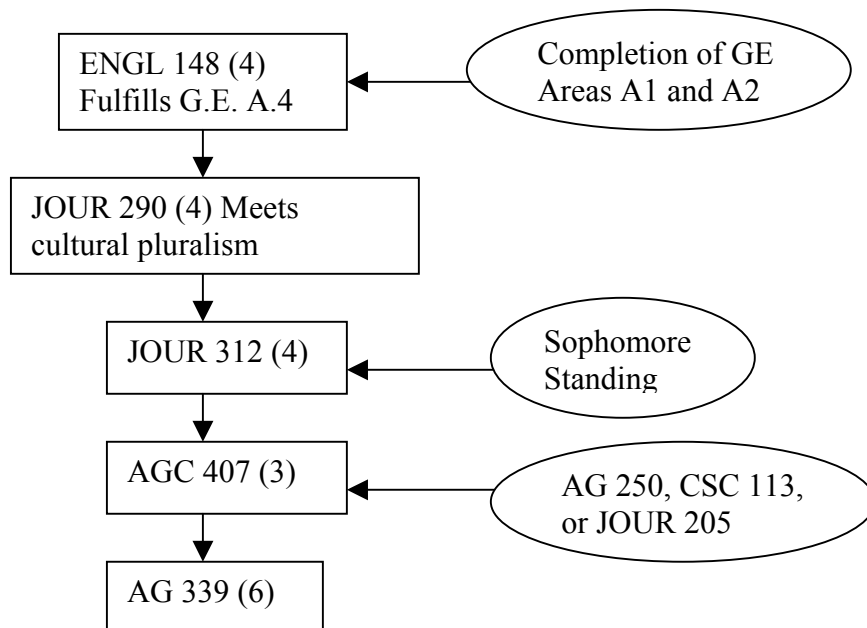 ENGL 148 (4)
Fulfills G.E. A.4
Completion of GE
Areas A1 and A2
JOUR 290 (4) Meets
cultural pluralism
JOUR 312 (4)
Sophomore
Standing
AGC 407 (3)
AG 250, CSC 113,
or JOUR 205
AG 339 (6)